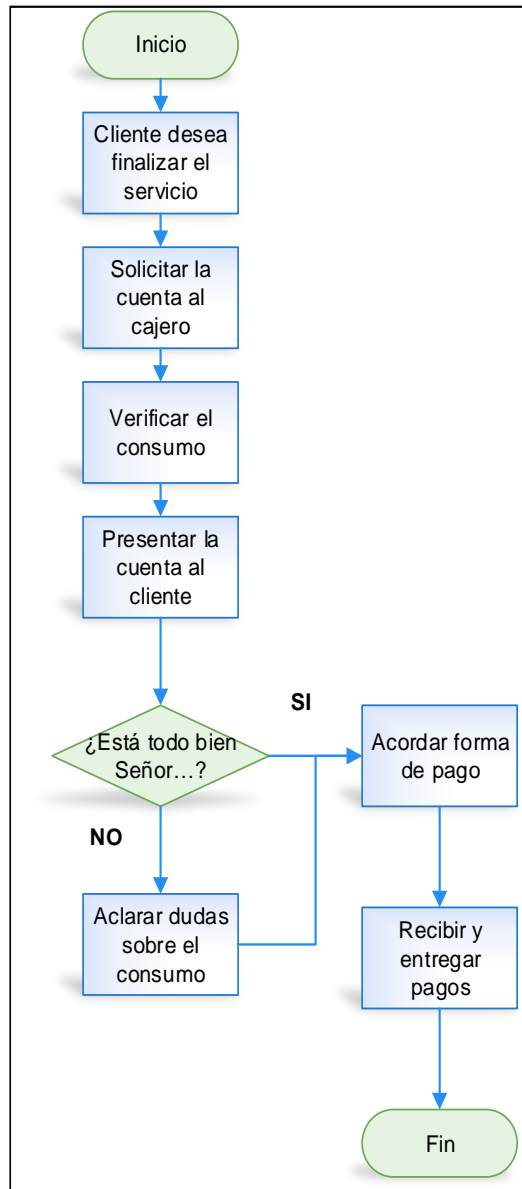 Inicio
Cliente desea
finalizar el
servicio
Solicitar la
cuenta al
cajero
Verificar el
consumo
Presentar la
cuenta al
cliente
¿Está todo bien
Señor…?
SI
Acordar forma
de pago
NO
Aclarar dudas
sobre el
consumo
Recibir y
entregar
pagos
Fin